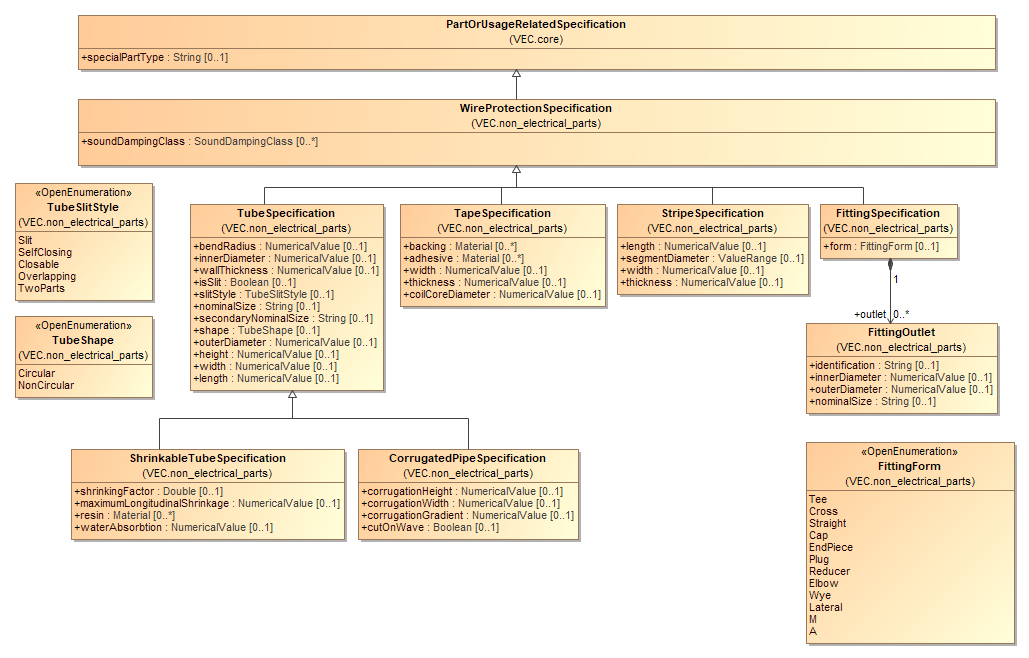 PartOrUsageRelatedSpecification
(VEC.core)
+specialPartType : String [0..1]
WireProtectionSpecification
(VEC.non_electrical_parts)
+soundDampingClass : SoundDampingClass [0..*]
«OpenEnumeration»
TubeSlitStyle
(VEC.non_electrical_parts)
Slit
SelfClosing
Closable
Overlapping
TwoParts
«OpenEnumeration»
TubeShape
(VEC.non_electrical_parts)
Circular
NonCircular
TubeSpecification
(VEC.non_electrical_parts)
+bendRadius : NumericalValue [0..1]
+innerDiameter : NumericalValue [0..1]
+wallThickness : NumericalValue [0..1]
+isSlit : Boolean [0..1]
+slitStyle : TubeSlitStyle [0..1]
+nominalSize : String [0..1]
+secondaryNominalSize : String [0..1]
+shape : TubeShape [0..1]
+outerDiameter : NumericalValue [0..1]
+height : NumericalValue [0..1]
+width : NumericalValue [0..1]
+length : NumericalValue [0..1]
TapeSpecification
(VEC.non_electrical_parts)
+backing : Material [0..*]
+adhesive : Material [0..*]
+width : NumericalValue [0..1]
+thickness : NumericalValue [0..1]
+coilCoreDiameter : NumericalValue [0..1]
StripeSpecification
(VEC.non_electrical_parts)
+length : NumericalValue [0..1]
+segmentDiameter : ValueRange [0..1]
+width : NumericalValue [0..1]
+thickness : NumericalValue [0..1]
FittingSpecification
(VEC.non_electrical_parts)
+form : FittingForm [0..1]
1
+outlet 0..*
FittingOutlet
(VEC.non_electrical_parts)
+identification : String [0..1]
+innerDiameter : NumericalValue [0..1]
+outerDiameter : NumericalValue [0..1]
+nominalSize : String [0..1]
ShrinkableTubeSpecification
(VEC.non_electrical_parts)
+shrinkingFactor : Double [0..1]
+maximumLongitudinalShrinkage : NumericalValue [0..1]
+resin : Material [0..*]
+waterAbsorbtion : NumericalValue [0..1]
CorrugatedPipeSpecification
(VEC.non_electrical_parts)
+corrugationHeight : NumericalValue [0..1]
+corrugationWidth : NumericalValue [0..1]
+corrugationGradient : NumericalValue [0..1]
+cutOnWave : Boolean [0..1]
«OpenEnumeration»
FittingForm
(VEC.non_electrical_parts)
Tee
Cross
Straight
Cap
EndPiece
Plug
Reducer
Elbow
Wye
Lateral
M
A